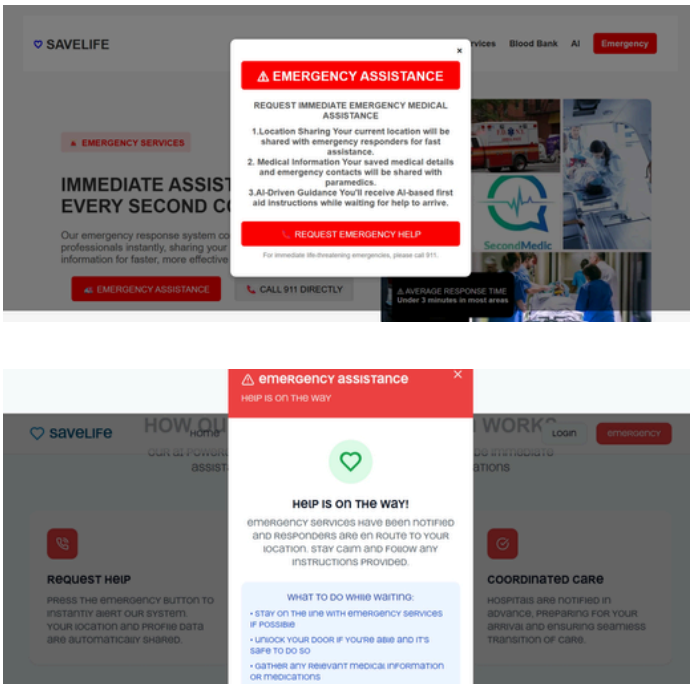 SAVELIFE
rvices Blood Bank AI Emergency
×
⚠ EMERGENCY ASSISTANCE
REQUEST IMMEDIATE EMERGENCY MEDICAL
ASSISTANCE
1.Location Sharing Your current location will be
shared with emergency responders for fast
assistance.
2. Medical Information Your saved medical details
and emergency contacts will be shared with
paramedics.
3.AI-Driven Guidance You'll receive AI-based first
aid instructions while waiting for help to arrive.
REQUEST EMERGENCY HELP
For immediate life-threatening emergencies, please call 911.
EMERGENCY SERVICES
IMMEDIATE ASSIST
EVERY SECOND CO
Our emergency response system co
professionals instantly, sharing your
information for faster, more effective
EMERGENCY ASSISTANCE
CALL 911 DIRECTLY
SecondMedic
⚠ AVERAGE RESPONSE TIME
Under 3 minutes in most areas
⚠ emergency assistance
Help is on the way
×
saveLife
Home
HOW OU
WORKS
Login
emergency
our ai powere
be immediate
assist
ations
Help is on the way!
emergency services have been notified
and responders are en route to your
location. stay calm and follow any
instructions provided.
what to do while waiting:
• stay on the line with emergency services
if possible
• unlock your door if you're able and it's
safe to do so
• gather any relevant medical information
or medications
Request Help
press the emergency button to
instantly alert our system.
your location and profile data
are automatically shared.
coordinated care
Hospitals are notified in
advance, preparing for your
arrival and ensuring seamless
transition of care.